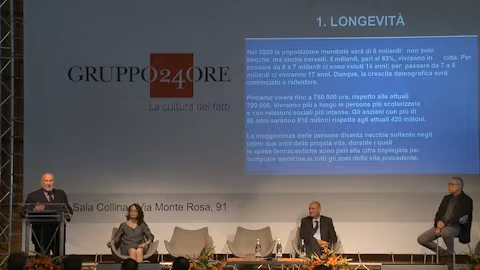 1. LONGEVITÀ
Nel 2030 la popolazione mondiale sarà di 8 miliardi: non solo
bocche, ma anche cervelli. 5 miliardi, pari al 63%, vivranno in città. Per
passare da 6 a 7 miliardi ci sono voluti 14 anni; per passare da 7 a 8
miliardi ci vorranno 17 anni. Dunque, la crescita demografica avrà
cominciato a rallentare.
Potremo vivere fino a 750.000 ore, rispetto alle attuali
700.000. Vivranno più a lungo le persone più scolarizzate
e con relazioni sociali più intense. Gli anziani con più di
65 anni saranno 810 milioni rispetto agli attuali 420 milioni.
La maggioranza delle persone diventa vecchia soltanto negli
ultimi due anni della propria vita, durante i quali
le spese farmaceutiche sono pari alla cifra impiegata per
comprare medicine in tutti gli anni della vita precedente.
GRUPPO 24 ORE
La cultura dei fatti
Sala Collina Via Monte Rosa, 91